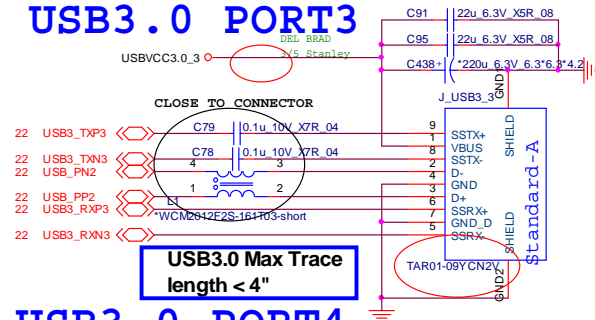 USB3.0 PORT3
C91
22u_6.3V_X5R_08
DEL BRAD
3/5 Stanley
C95
22u_6.3V_X5R_08
USBVCC3.0_3
C438
+
*220u_6.3V_6.3*6.3*4.2
GND1
J_USB3_3
CLOSE TO CONNECTOR
22 USB3_TXP3
C79
0.1u_10V_X7R_04
9
1
SSTX+
VBUS
SHIELD
22 USB3_TXN3
C78
0.1u_10V_X7R_04
8
SSTX-
22 USB_PN2
4
3
2
D-
4
GND
22 USB_PP2
1
2
3
D+
22 USB3_RXP3
L1
6
SSRX+
*WCM2012F2S-161T03-short
7
GND_D
22 USB3_RXN3
5
SSRX-
SHIELD
Standard-A
USB3.0 Max Trace
length < 4"
TAR01-09YCN2V
GND2
USB3.0 PORT4